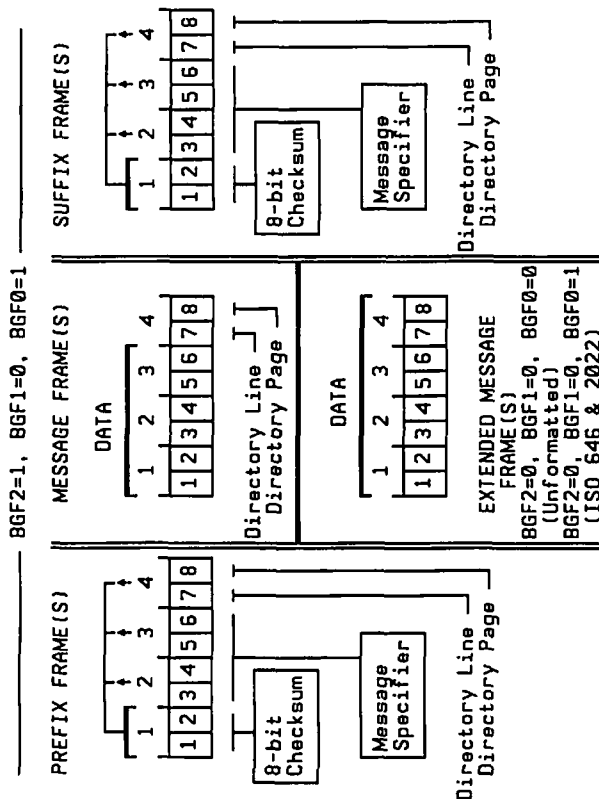 BGF2=1, BGF1=0, BGF0=1
PREFIX FRAME(S)
1 2 3 4
1 2 3 4 5 6 7 8
8-bit
Checksum
Message
Specifier
Directory Line
Directory Page
MESSAGE FRAME(S)
DATA
1 2 3 4
1 2 3 4 5 6 7 8
Directory Line
Directory Page
DATA
1 2 3 4
1 2 3 4 5 6 7 8
EXTENDED MESSAGE
FRAME(S)
BGF2=0, BGF1=0, BGF0=0
(Unformatted)
BGF2=0, BGF1=0, BGF0=1
(ISO 646 & 2022)
SUFFIX FRAME(S)
1 2 3 4
1 2 3 4 5 6 7 8
8-bit
Checksum
Message
Specifier
Directory Line
Directory Page